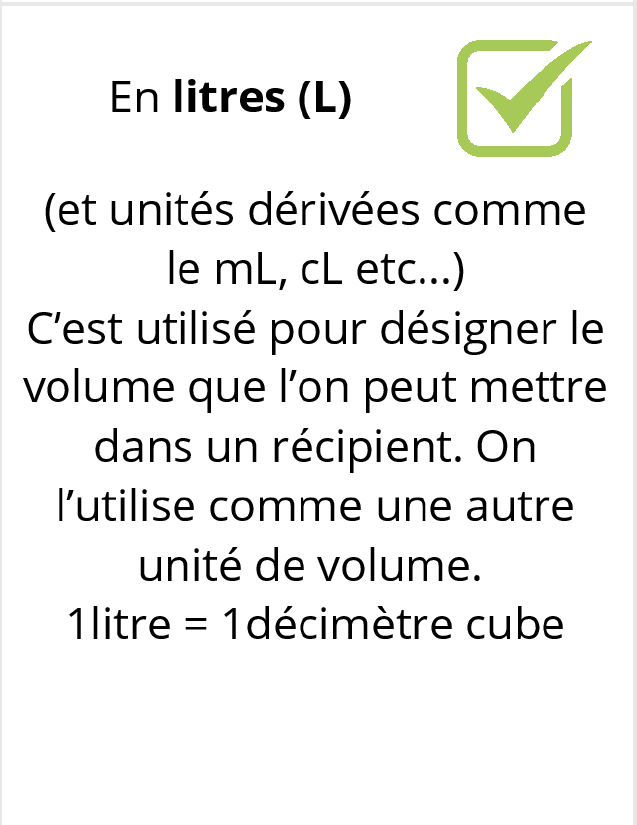 En litres (L)
(et unités dérivées comme
le mL, cL etc...)
C’est utilisé pour désigner le
volume que l’on peut mettre
dans un récipient. On
l’utilise comme une autre
unité de volume.
1litre = 1décimètre cube